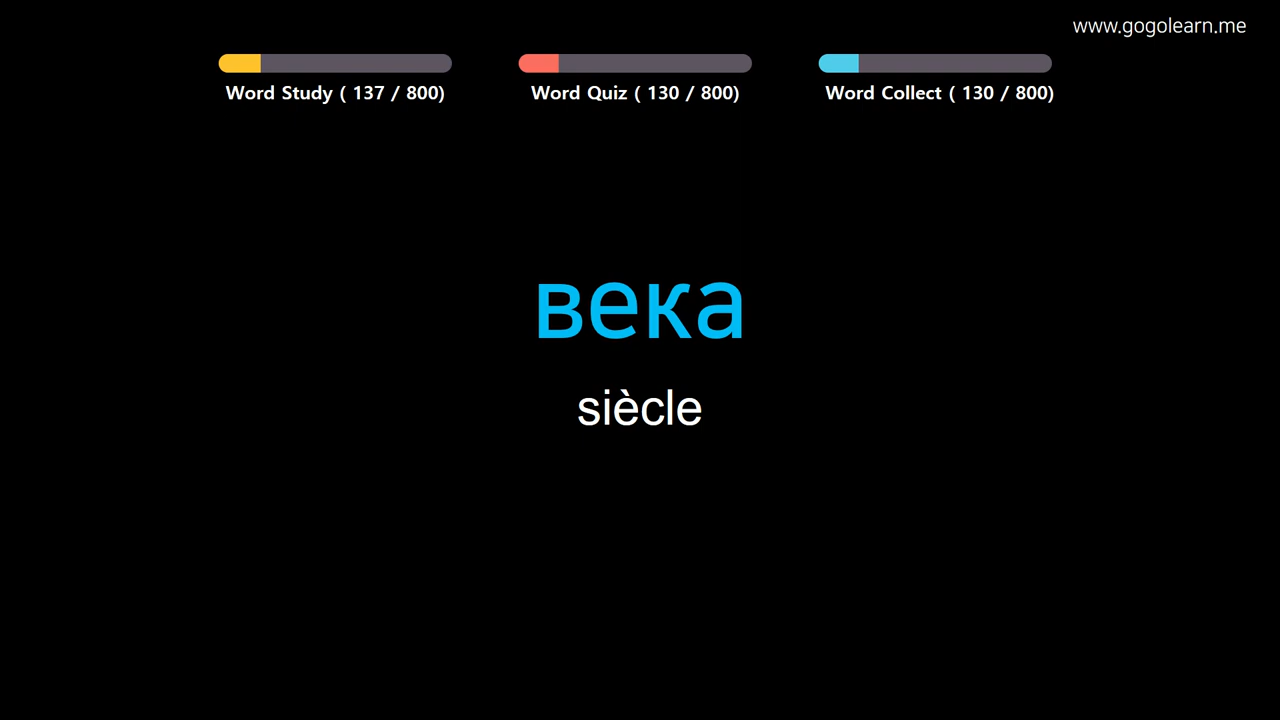 www.gogolearn.me
Word Study ( 137 / 800)
Word Quiz ( 130 / 800)
Word Collect ( 130 / 800)
века
siècle